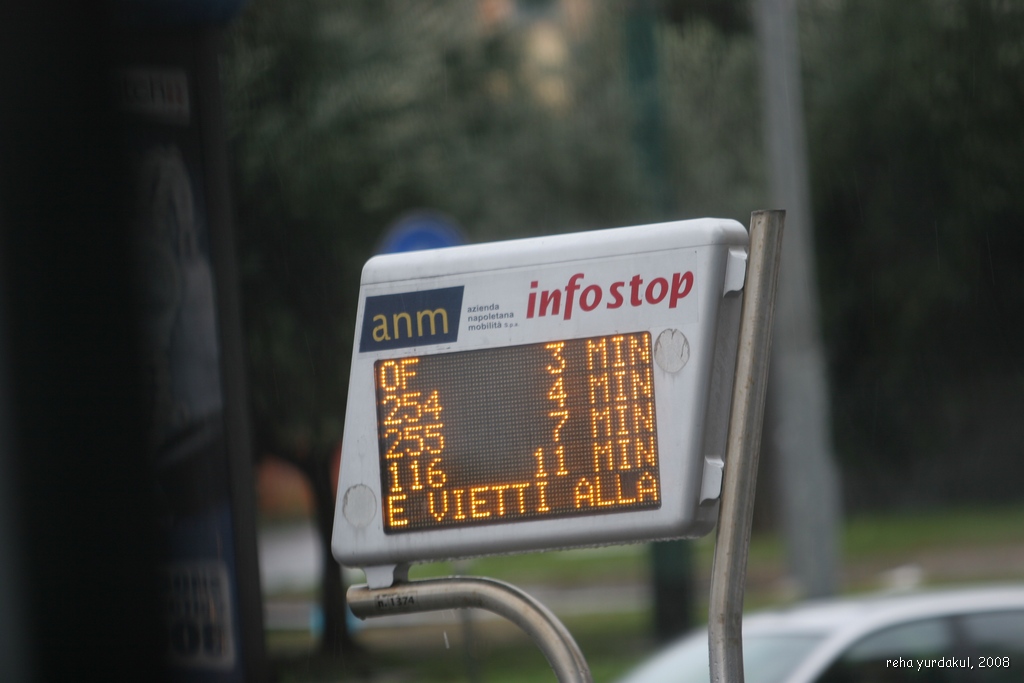 anm
azienda
napoletana
mobilità S.p.A.
infostop
OF 3 MIN
254 4 MIN
255 7 MIN
116 11 MIN
E VIETTI ALLA
reha yurdakul, 2008